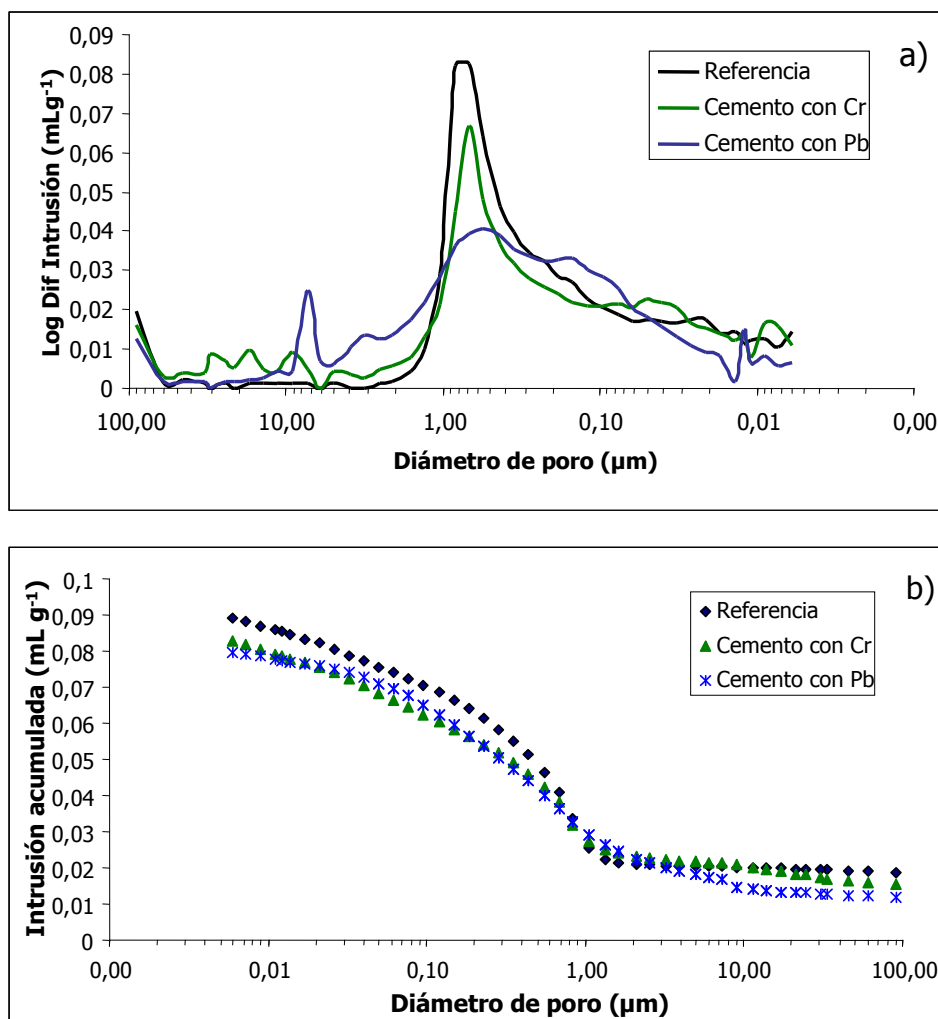 a)
Log Dif Intrusión (mLg-1)
0,09
0,08
0,07
0,06
0,05
0,04
0,03
0,02
0,01
0
Referencia
Cemento con Cr
Cemento con Pb
100,00 10,00 1,00 0,10 0,01 0,00
Diámetro de poro (µm)
b)
Intrusión acumulada (mL g-1)
0,1
0,09
0,08
0,07
0,06
0,05
0,04
0,03
0,02
0,01
0
Referencia
Cemento con Cr
Cemento con Pb
0,00 0,01 0,10 1,00 10,00 100,00
Diámetro de poro (µm)